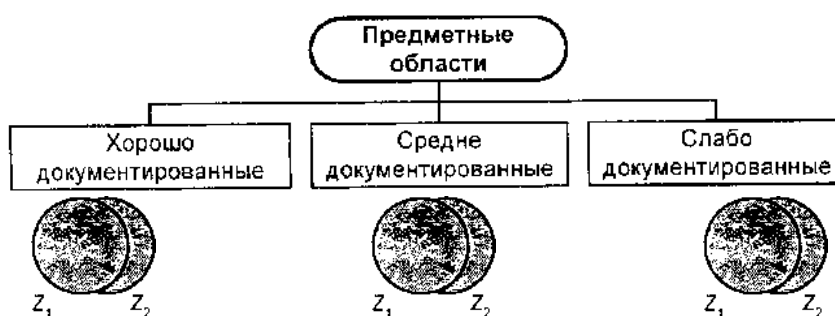 Предметные
области
Хорошо
документированные
Средне
документированные
Слабо
документированные
Z1 Z2
Z1 Z2
Z1 Z2